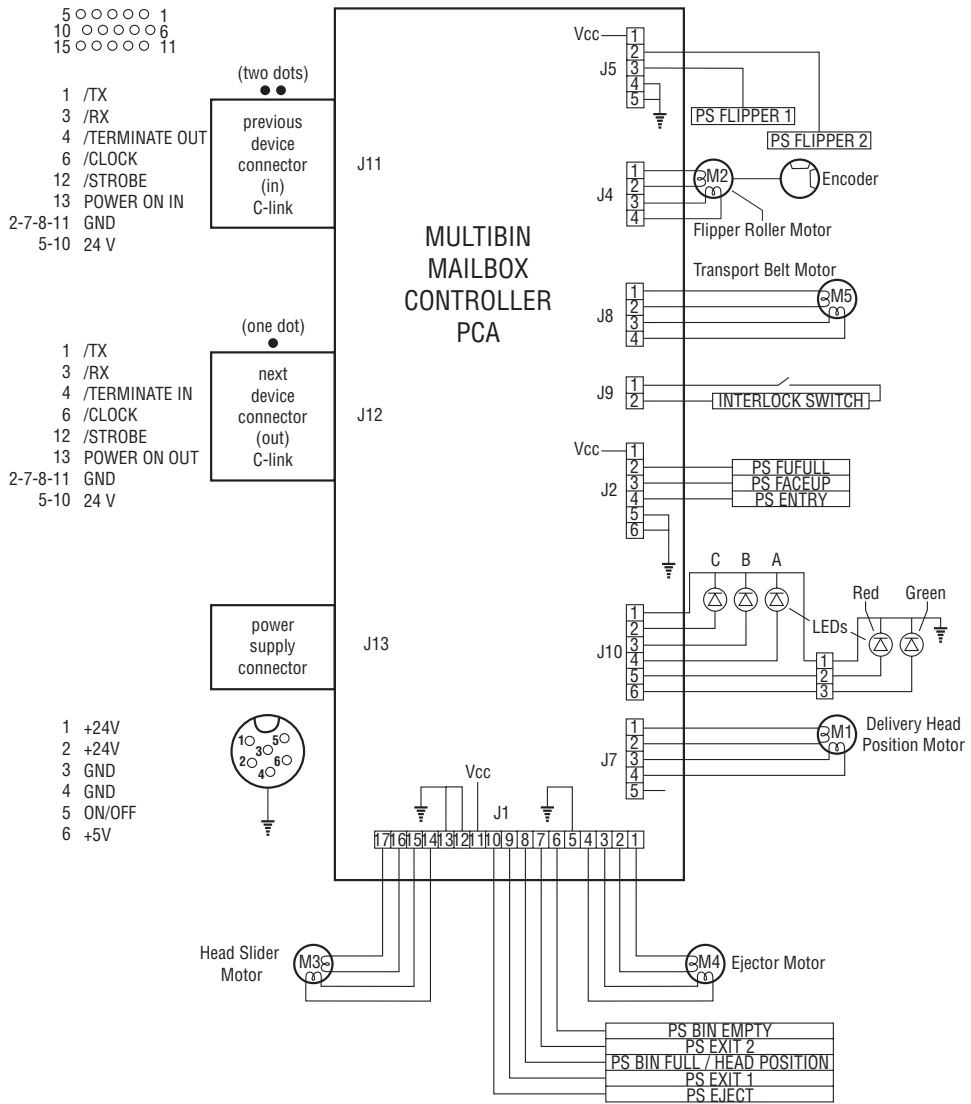 5 1
10 6
15 11
1 /TX
3 /RX
4 /TERMINATE OUT
6 /CLOCK
12 /STROBE
13 POWER ON IN
2-7-8-11 GND
5-10 24 V
(two dots)
previous
device
connector
(in)
C-link
J11
1 /TX
3 /RX
4 /TERMINATE IN
6 /CLOCK
12 /STROBE
13 POWER ON OUT
2-7-8-11 GND
5-10 24 V
(one dot)
next
device
connector
(out)
C-link
J12
power
supply
connector
J13
1 +24V
2 +24V
3 GND
4 GND
5 ON/OFF
6 +5V
1 5
3
2 6
4
MULTIBIN
MAILBOX
CONTROLLER
PCA
Vcc
J5
1
2
3
4
5
PS FLIPPER 1
PS FLIPPER 2
J4
1
2
3
4
M2
Encoder
Flipper Roller Motor
Transport Belt Motor
J8
1
2
3
4
M5
J9
1
2
INTERLOCK SWITCH
Vcc
J2
1
2
3
4
5
6
PS FUFULL
PS FACEUP
PS ENTRY
C B A
Red Green
LEDs
J10
1
2
3
4
5
6
1
2
3
J7
1
2
3
4
5
M1
Delivery Head
Position Motor
Vcc
J1
17 16 15 14 13 12 11 10 9 8 7 6 5 4 3 2 1
Head Slider
Motor
M3
M4
Ejector Motor
PS BIN EMPTY
PS EXIT 2
PS BIN FULL / HEAD POSITION
PS EXIT 1
PS EJECT